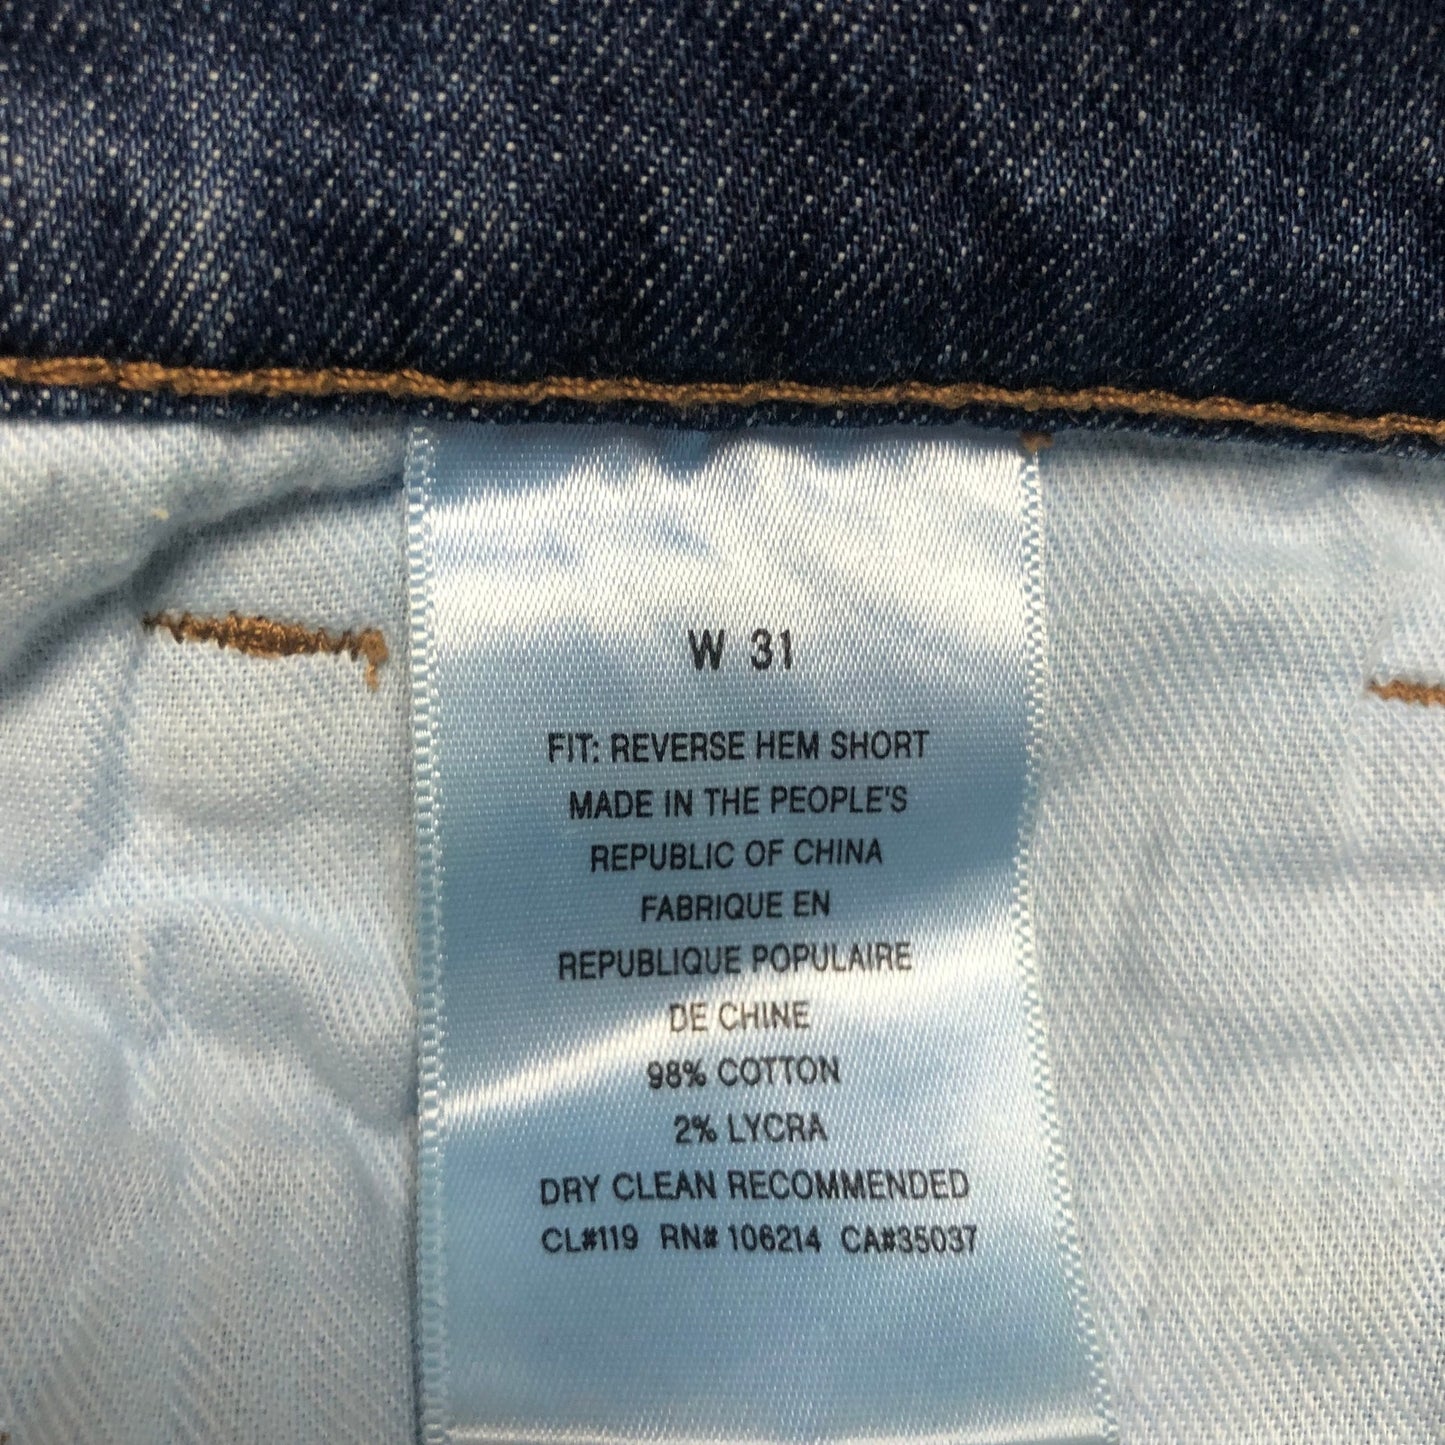 W 31
FIT: REVERSE HEM SHORT
MADE IN THE PEOPLE'S
REPUBLIC OF CHINA
FABRIQUE EN
REPUBLIQUE POPULAIRE
DE CHINE
98% COTTON
2% LYCRA
DRY CLEAN RECOMMENDED
CL#119 RN# 106214 CA#35037